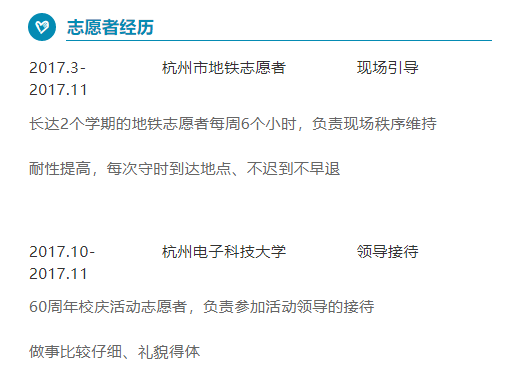 志愿者经历
2017.3- 杭州市地铁志愿者 现场引导
2017.11
长达2个学期的地铁志愿者每周6个小时，负责现场秩序维持
耐性提高，每次守时到达地点、不迟到不早退
2017.10- 杭州电子科技大学 领导接待
2017.11
60周年校庆活动志愿者，负责参加活动领导的接待
做事比较仔细、礼貌得体